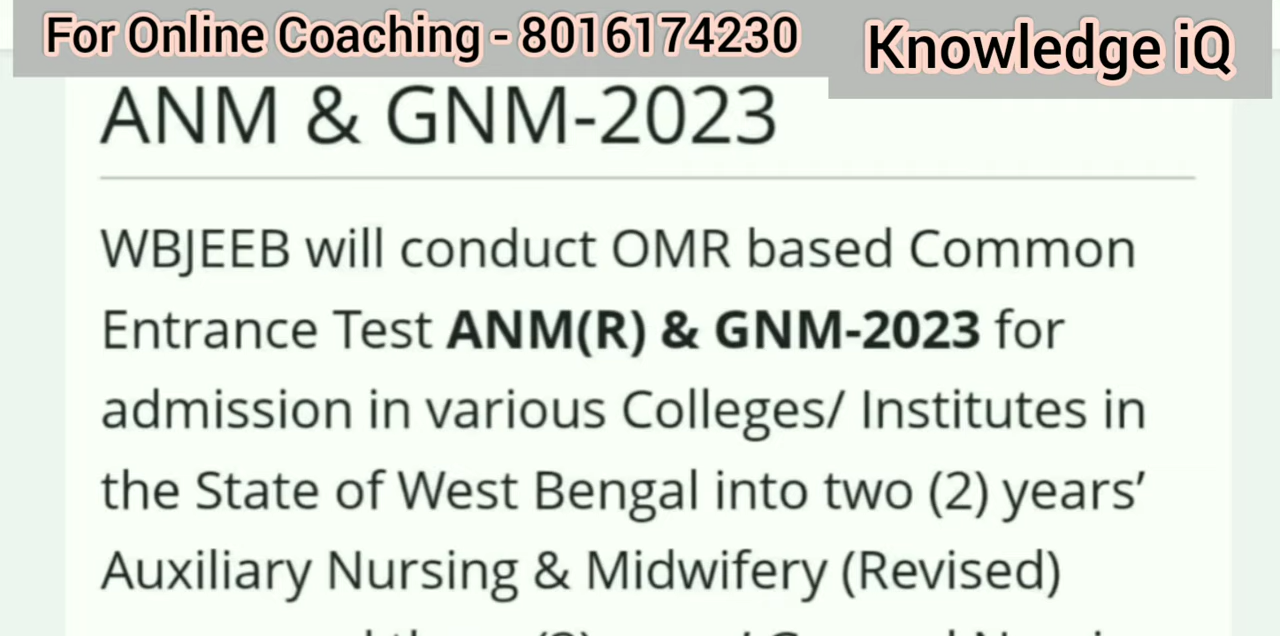 For Online Coaching - 8016174230
Knowledge iQ
ANM & GNM-2023
WBJEEB will conduct OMR based Common
Entrance Test ANM(R) & GNM-2023 for
admission in various Colleges/ Institutes in
the State of West Bengal into two (2) years’
Auxiliary Nursing & Midwifery (Revised)